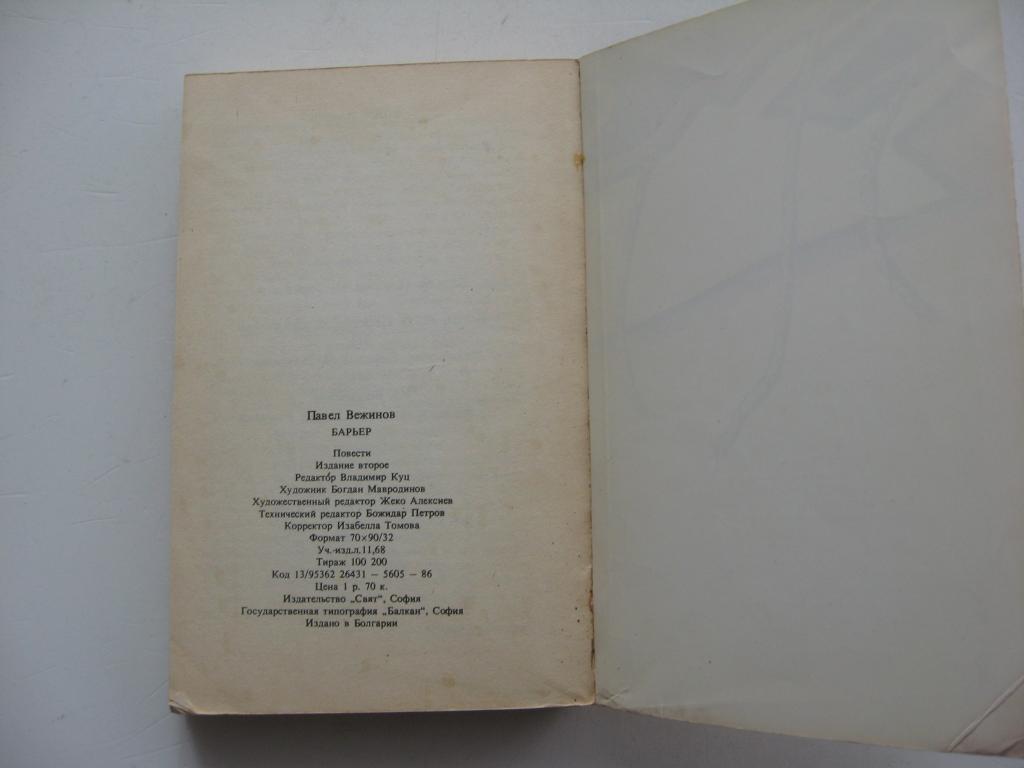 Павел Вежинов
БАРЬЕР
Повести
Издание второе
Редактор Владимир Куц
Художник Богдан Мавродинов
Художественный редактор Жеко Алексиев
Технический редактор Божидар Петров
Корректор Изабелла Томова
Формат 70×90/32
Уч.-изд.л.11,68
Тираж 100 200
Код 13/95362 26431 — 5605 — 86
Цена 1 р. 70 к.
Издательство „Свят“, София
Государственная типография „Балкан“, София
Издано в Болгарии